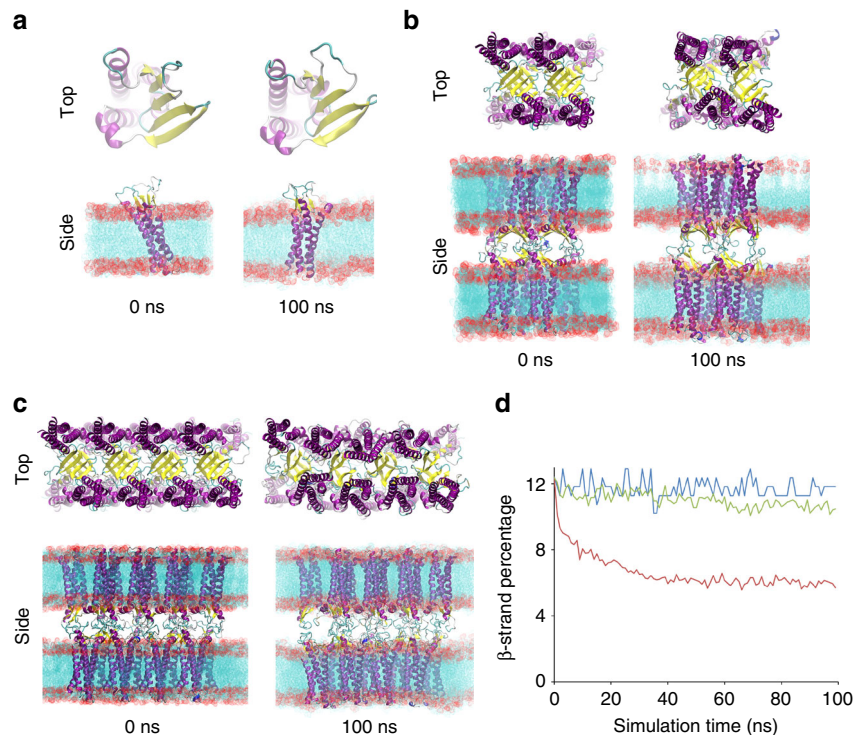 a
Top
Side
0 ns
100 ns
b
Top
Side
0 ns
100 ns
c
Top
Side
0 ns
100 ns
d
β-strand percentage
12
8
4
0
0
20
40
60
80
100
Simulation time (ns)